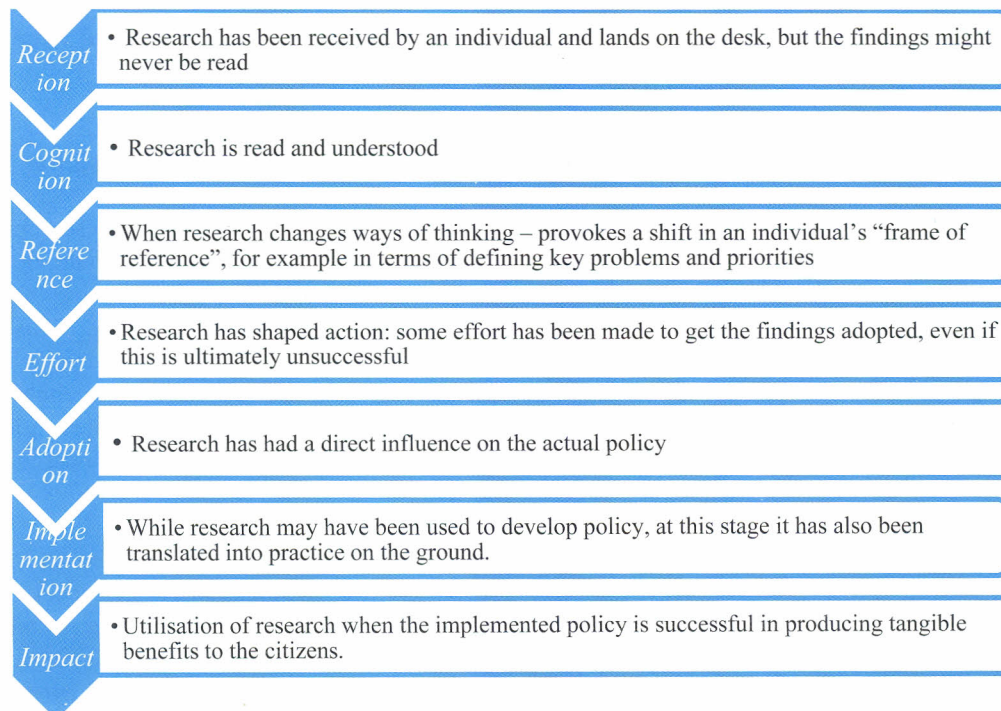 Recept
ion
• Research has been received by an individual and lands on the desk, but the findings might
never be read
Cognit
ion
• Research is read and understood
Refere
nce
• When research changes ways of thinking – provokes a shift in an individual's “frame of
reference”, for example in terms of defining key problems and priorities
Effort
• Research has shaped action: some effort has been made to get the findings adopted, even if
this is ultimately unsuccessful
Adopti
on
• Research has had a direct influence on the actual policy
Imple
mentat
ion
• While research may have been used to develop policy, at this stage it has also been
translated into practice on the ground.
Impact
• Utilisation of research when the implemented policy is successful in producing tangible
benefits to the citizens.